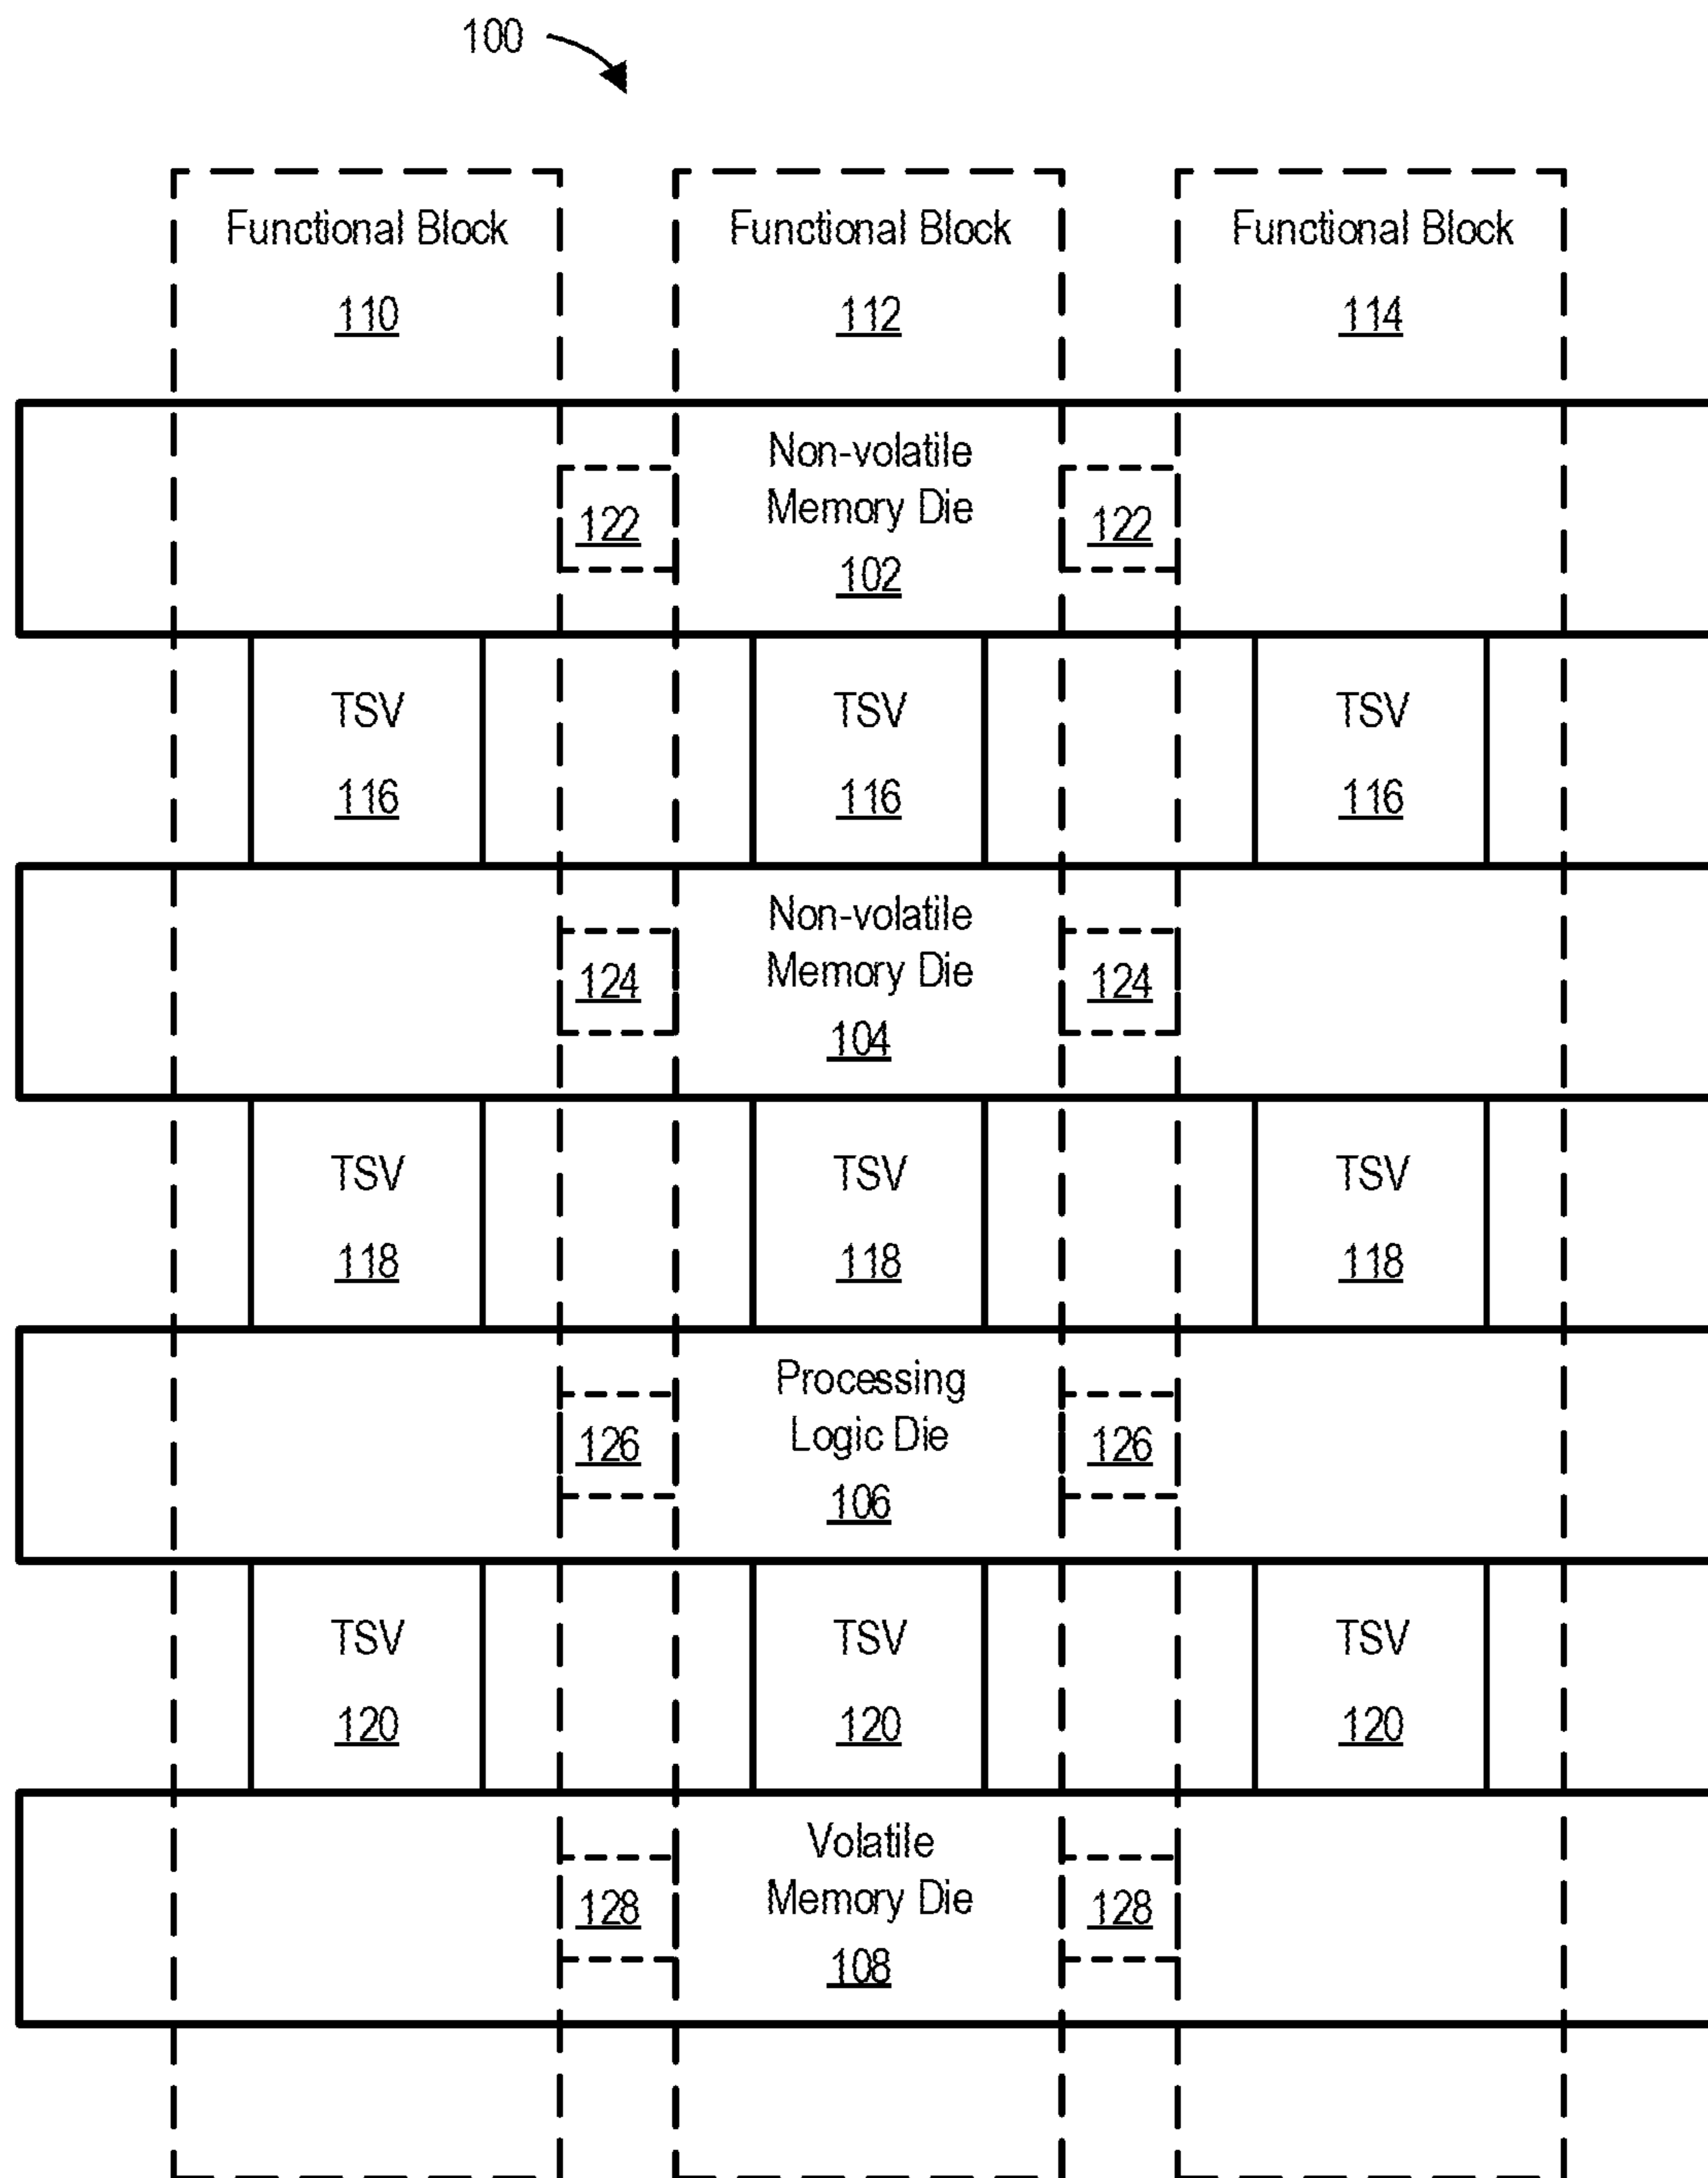 100
Functional Block Functional Block Functional Block
110 112 114
Non-volatile
Memory Die
122 122
102
TSV TSV TSV
116 116 116
Non-volatile
Memory Die
124 124
104
TSV TSV TSV
118 118 118
Processing
Logic Die
126 126
106
TSV TSV TSV
120 120 120
Volatile
Memory Die
128 128
108